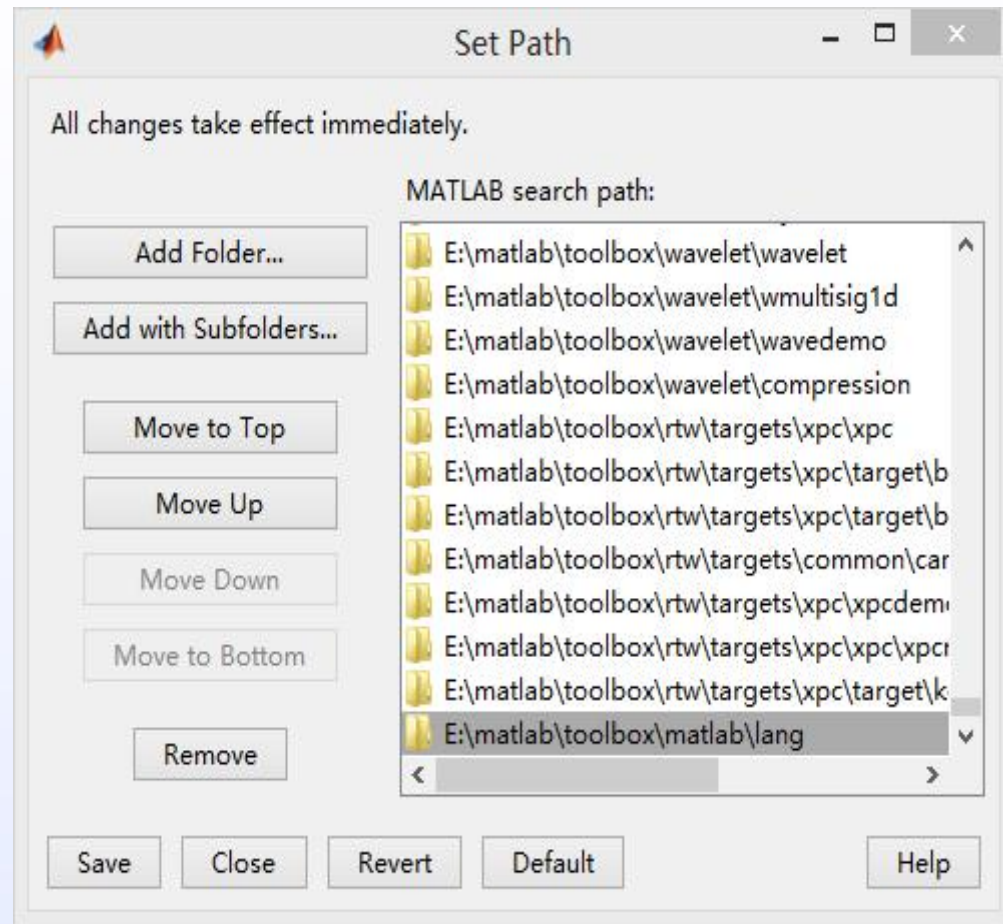 Set Path
All changes take effect immediately.
MATLAB search path:
Add Folder...
Add with Subfolders...
Move to Top
Move Up
Move Down
Move to Bottom
Remove
E:\matlab\toolbox\wavelet\wavelet
E:\matlab\toolbox\wavelet\wmultisig1d
E:\matlab\toolbox\wavelet\wavedemo
E:\matlab\toolbox\wavelet\compression
E:\matlab\toolbox\rtw\targets\xpc\xpc
E:\matlab\toolbox\rtw\targets\xpc\target\b
E:\matlab\toolbox\rtw\targets\xpc\target\b
E:\matlab\toolbox\rtw\targets\common\can
E:\matlab\toolbox\rtw\targets\xpc\xpcdem
E:\matlab\toolbox\rtw\targets\xpc\xpc\xpcr
E:\matlab\toolbox\rtw\targets\xpc\target\k
E:\matlab\toolbox\matlab\lang
Save Close Revert Default Help